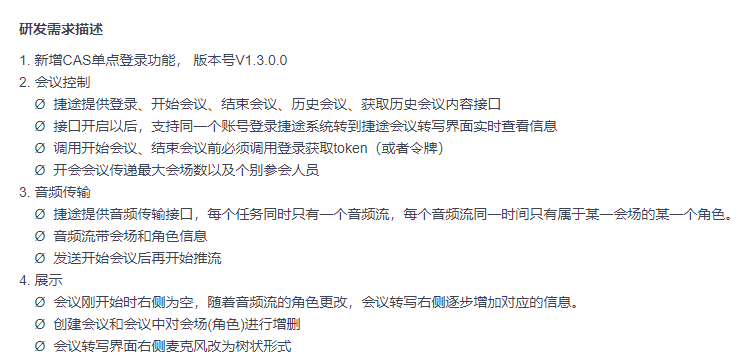 研发需求描述
1. 新增CAS单点登录功能， 版本号V1.3.0.0
2. 会议控制
Ø 捷途提供登录、开始会议、结束会议、历史会议、获取历史会议内容接口
Ø 接口开启以后，支持同一个账号登录捷途系统转到捷途会议转写界面实时查看信息
Ø 调用开始会议、结束会议前必须调用登录获取token（或者令牌）
Ø 开会会议传递最大会场数以及个别参会人员
3. 音频传输
Ø 捷途提供音频传输接口，每个任务同时只有一个音频流，每个音频流同一时间只有属于某一会场的某一个角色。
Ø 音频流带会场和角色信息
Ø 发送开始会议后再开始推流
4. 展示
Ø 会议刚开始时右侧为空，随着音频流的角色更改，会议转写右侧逐步增加对应的信息。
Ø 创建会议和会议中对会场(角色)进行增删
Ø 会议转写界面右侧麦克风改为树状形式